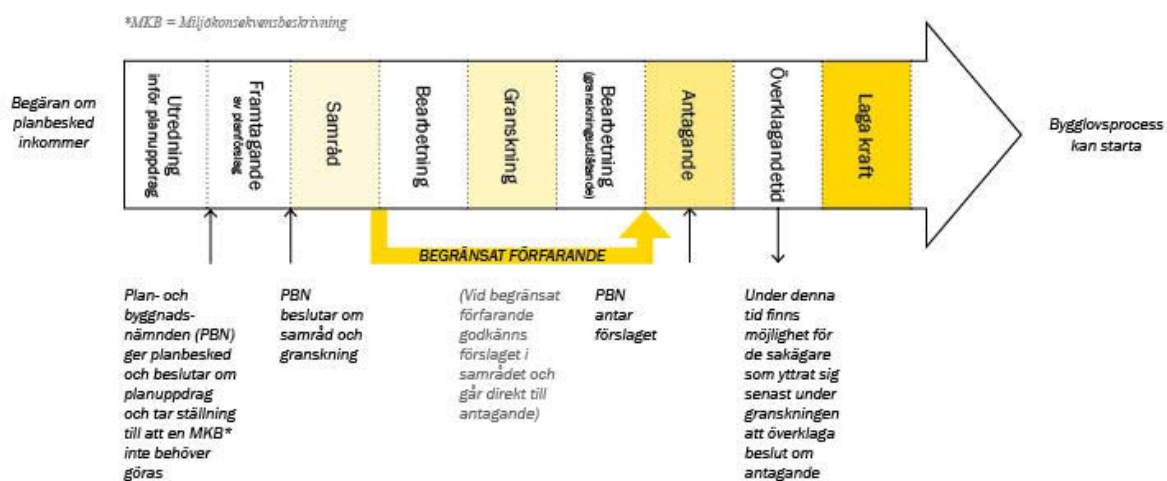 *MKB = Miljökonsekvensbeskrivning
Begäran om
planbesked
inkommer
Utredning
inför planuppdrag
Framtagande
av planförslag
Samråd
Bearbetning
Granskning
Bearbetning
(granskningsutlåtande)
Antagande
Överklagandetid
Laga kraft
Bygglovsprocess
kan starta
BEGRÄNSAT FÖRFARANDE
Plan- och
byggnads-
nämnden (PBN)
ger planbesked
och beslutar om
planuppdrag
och tar ställning
till att en MKB*
inte behöver
göras
PBN
beslutar om
samråd och
granskning
(Vid begränsat
förfarande
godkänns
förslaget i
samrådet och
går direkt till
antagande)
PBN
antar
förslaget
Under denna
tid finns
möjlighet för
de sakägare
som yttrat sig
senast under
granskningen
att överklaga
beslut om
antagande